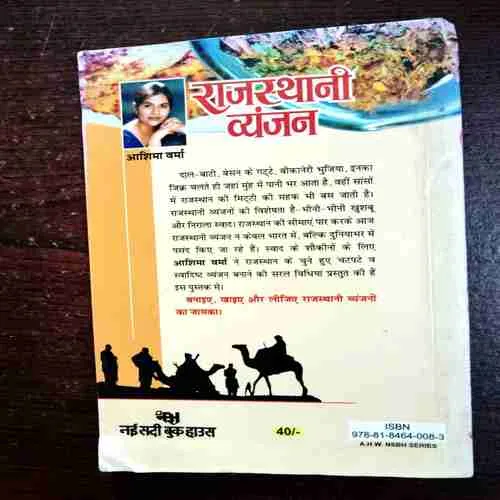 राजस्थानी
व्यंजन
आशिमा वर्मा
दाल-बाटी, बेसन के गट्टे, बीकानेरी भुजिया, इनका
जिक्र चलते ही जहां मुंह में पानी भर आता है, वहीं सांसों
में राजस्थान की मिट्टी की महक भी बस जाती है।
राजस्थानी व्यंजनों की विशेषता है-भीनी-भीनी खुशबू
और निराला स्वाद। राजस्थान की सीमाएं पार करके आज
राजस्थानी व्यंजनों न केवल भारत में, बल्कि दुनियाभर में
पसंद किए जा रहे हैं। स्वाद के शौकीनों के लिए
आशिमा वर्मा ने राजस्थान के चुने हुए चटपटे व
स्वादिष्ट व्यंजन बनाने की सरल विधियां प्रस्तुत की हैं
इस पुस्तक में।
बनाइए, खाइए और लीजिए राजस्थानी व्यंजनों
का जायका।
नई सदी बुक हाउस
40/-
ISBN
978-81-8464-008-3
A.H.W. NSBH SERIES